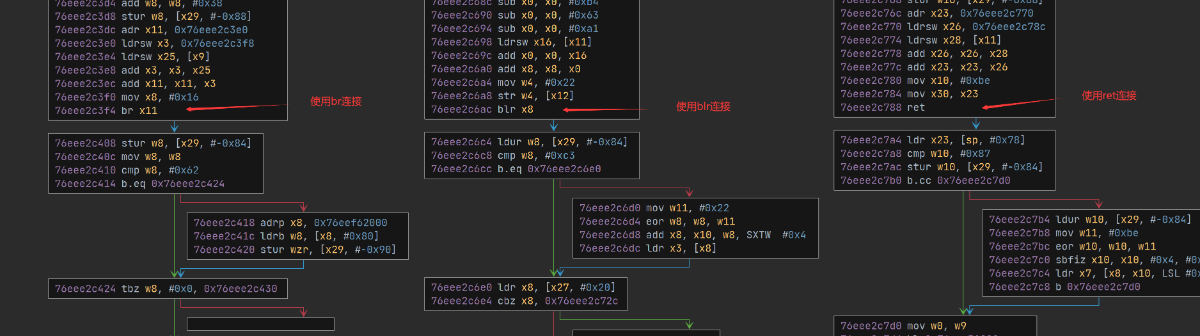 76eee2c3d4 add w8, w8, #0x38
76eee2c3d8 stur w8, [x29, #-0x88]
76eee2c3dc adr x11, 0x76eee2c3e0
76eee2c3e0 ldrsw x3, 0x76eee2c3f8
76eee2c3e4 ldrsw x25, [x9]
76eee2c3e8 add x3, x3, x25
76eee2c3ec add x11, x11, x3
76eee2c3f0 mov x8, #0x16
76eee2c3f4 br x11
使用br连接
76eee2c408 stur w8, [x29, #-0x84]
76eee2c40c mov w8, w8
76eee2c410 cmp w8, #0x62
76eee2c414 b.eq 0x76eee2c424
76eee2c418 adrp x8, 0x76eef62000
76eee2c41c ldrb w8, [x8, #0x80]
76eee2c420 stur wzr, [x29, #-0x90]
76eee2c424 tbz w8, #0x0, 0x76eee2c430
76eee2c68c sub x0, x0, #0xb4
76eee2c690 sub x0, x0, #0x63
76eee2c694 sub x0, x0, #0xa1
76eee2c698 ldrsw x16, [x11]
76eee2c69c add x0, x0, x16
76eee2c6a0 add x8, x8, x0
76eee2c6a4 mov w4, #0x22
76eee2c6a8 str w4, [x12]
76eee2c6ac blr x8
使用blr连接
76eee2c6c4 ldur w8, [x29, #-0x84]
76eee2c6c8 cmp w8, #0xc3
76eee2c6cc b.eq 0x76eee2c6e0
76eee2c6d0 mov w11, #0x22
76eee2c6d4 eor w8, w8, w11
76eee2c6d8 add x8, x10, w8, SXTW #0x4
76eee2c6dc ldr x3, [x8]
76eee2c6e0 ldr x8, [x27, #0x20]
76eee2c6e4 cbz x8, 0x76eee2c72c
76eee2c76c adr x23, 0x76eee2c770
76eee2c770 ldrsw x26, 0x76eee2c78c
76eee2c774 ldrsw x28, [x11]
76eee2c778 add x26, x26, x28
76eee2c77c add x23, x23, x26
76eee2c780 mov x10, #0xbe
76eee2c784 mov x30, x23
76eee2c788 ret
使用ret连接
76eee2c7a4 ldr x23, [sp, #0x78]
76eee2c7a8 cmp w10, #0x87
76eee2c7ac stur w10, [x29, #-0x84]
76eee2c7b0 b.cc 0x76eee2c7d0
76eee2c7b4 ldur w10, [x29, #-0x84]
76eee2c7b8 mov w11, #0xbe
76eee2c7bc eor w10, w10, w11
76eee2c7c0 sbfiz x10, x10, #0x4, #0
76eee2c7c4 ldr x7, [x8, x10, LSL #0
76eee2c7c8 b 0x76eee2c7d0
76eee2c7d0 mov w0, w9